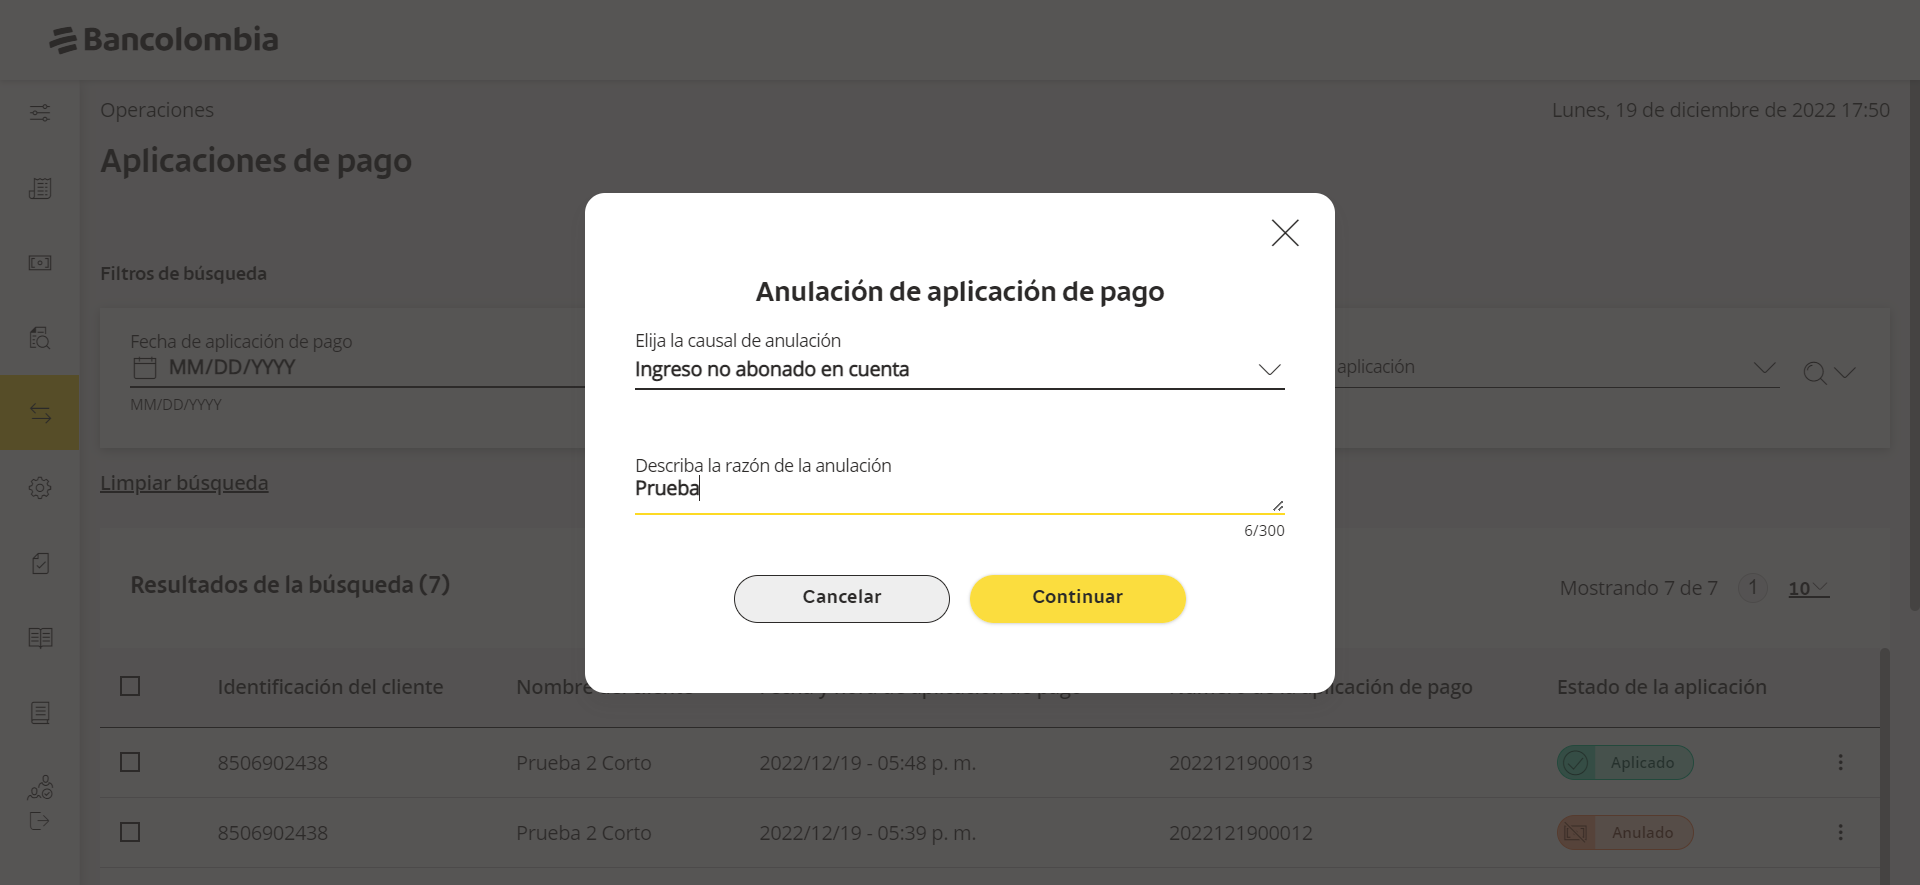 Bancolombia
Operaciones
Lunes, 19 de diciembre de 2022 17:50
Aplicaciones de pago
Filtros de búsqueda
Fecha de aplicación de pago
MM/DD/YYYY
MM/DD/YYYY
aplicación
Limpiar búsqueda
Anulación de aplicación de pago
Elija la causal de anulación
Ingreso no abonado en cuenta
Describa la razón de la anulación
Prueba
6/300
Cancelar Continuar
Resultados de la búsqueda (7)
Mostrando 7 de 7 1 10
Identificación del cliente Nombre aplicación de pago Estado de la aplicación
8506902438 Prueba 2 Corto 2022/12/19 - 05:48 p. m. 2022121900013 Aplicado
8506902438 Prueba 2 Corto 2022/12/19 - 05:39 p. m. 2022121900012 Anulado